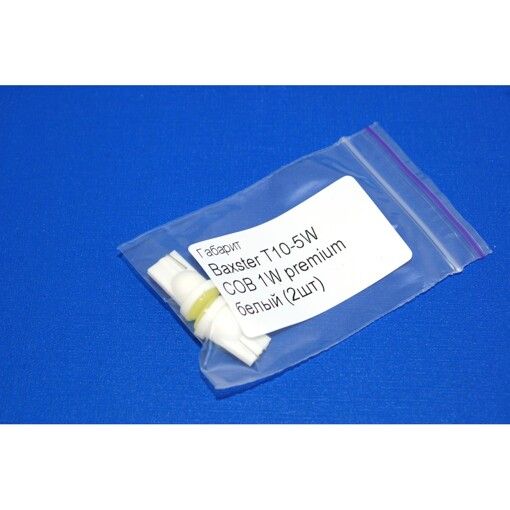 Габарит
Baxster T10-5W
COB 1W premium
белый (2шт)